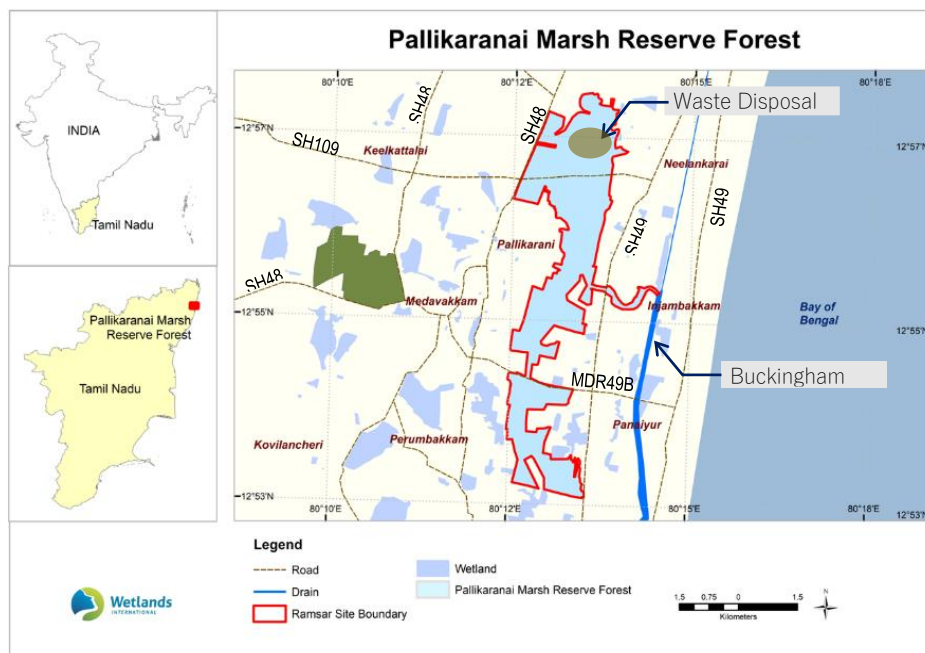 Pallikaranai Marsh Reserve Forest
INDIA
Tamil Nadu
Pallikaranai Marsh
Reserve Forest
Tamil Nadu
80°10'E
80°12'E
80°15'E
80°18'E
12°57'N
12°57'N
12°55'N
12°55'N
12°53'N
12°53'N
80°10'E
80°12'E
80°15'E
80°18'E
SH48
SH48
Waste Disposal
SH109
Keelkattalai
Neelankarai
SH49
SH49
Pallikarani
SH48
Medavakkam
Injambakkam
Bay of
Bengal
Buckingham
MDR49B
Panaiyur
Perumbakkam
Kovilancheri
Legend
Road
Drain
Ramsar Site Boundary
Wetland
Pallikaranai Marsh Reserve Forest
Wetlands
INTERNATIONAL
1.5 0.75 0 1.5
Kilometers
N